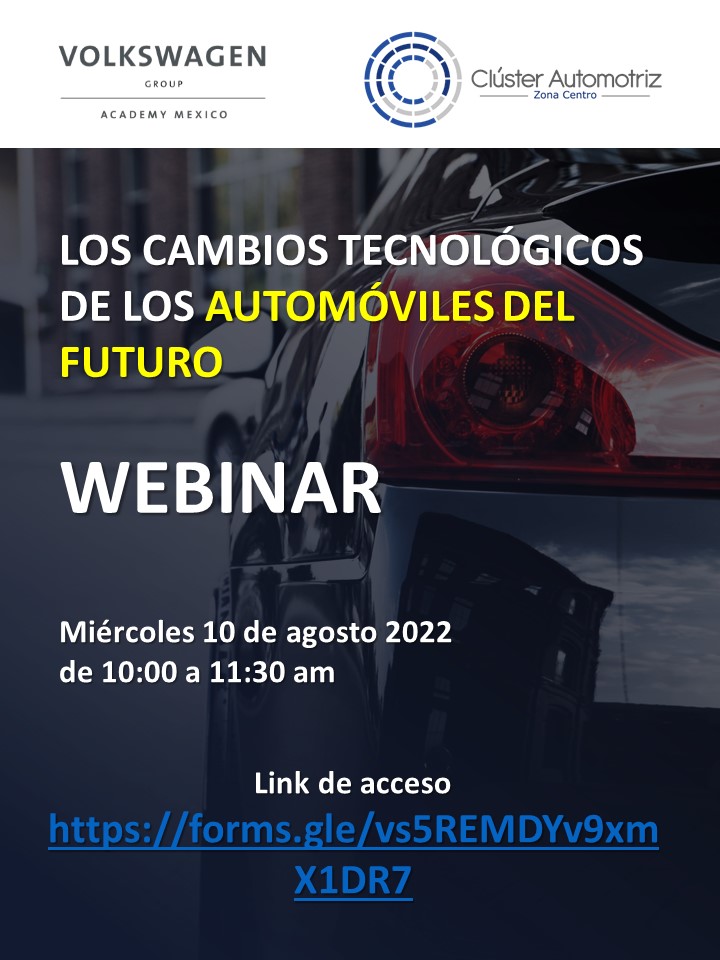 VOLKSWAGEN
GROUP
ACADEMY MEXICO
Clúster Automotriz
Zona Centro
LOS CAMBIOS TECNOLÓGICOS
DE LOS AUTOMÓVILES DEL
FUTURO
WEBINAR
Miércoles 10 de agosto 2022
de 10:00 a 11:30 am
Link de acceso
https://forms.gle/vs5REMDYv9xm
X1DR7